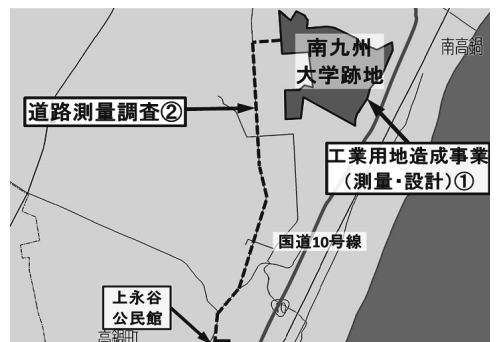 南九州
大学跡地
南高鍋
道路測量調査②
工業用地造成事業
(測量・設計)①
国道10号線
上永谷
公民館
高鍋町